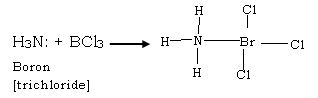 Cl
H
H₃N: + BCl₃ H N Br Cl
Boron H Cl
[trichloride]